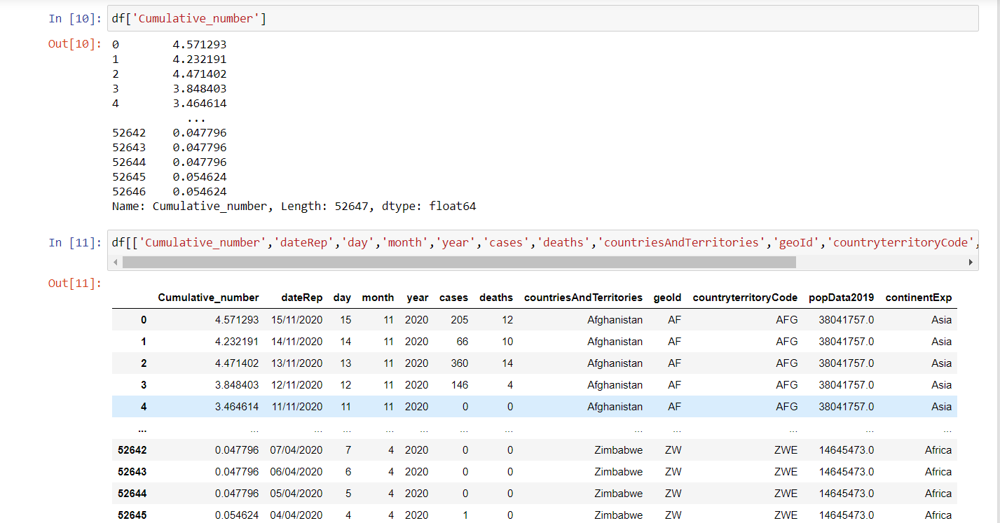 In [10]: df['Cumulative_number']
Out[10]: 0 4.571293
1 4.232191
2 4.471402
3 3.848403
4 3.464614
...
52642 0.047796
52643 0.047796
52644 0.047796
52645 0.054624
52646 0.054624
Name: Cumulative_number, Length: 52647, dtype: float64
In [11]: df[['Cumulative_number','dateRep','day','month','year','cases','deaths','countriesAndTerritories','geoId','countryterritoryCode',
Out[11]:
Cumulative_number dateRep day month year cases deaths countriesAndTerritories geoId countryterritoryCode popData2019 continentExp
0 4.571293 15/11/2020 15 11 2020 205 12 Afghanistan AF AFG 38041757.0 Asia
1 4.232191 14/11/2020 14 11 2020 66 10 Afghanistan AF AFG 38041757.0 Asia
2 4.471402 13/11/2020 13 11 2020 360 14 Afghanistan AF AFG 38041757.0 Asia
3 3.848403 12/11/2020 12 11 2020 146 4 Afghanistan AF AFG 38041757.0 Asia
4 3.464614 11/11/2020 11 11 2020 0 0 Afghanistan AF AFG 38041757.0 Asia
... ... ... ... ... ... ... ... ... ... ... ... ...
52642 0.047796 07/04/2020 7 4 2020 0 0 Zimbabwe ZW ZWE 14645473.0 Africa
52643 0.047796 06/04/2020 6 4 2020 0 0 Zimbabwe ZW ZWE 14645473.0 Africa
52644 0.047796 05/04/2020 5 4 2020 0 0 Zimbabwe ZW ZWE 14645473.0 Africa
52645 0.054624 04/04/2020 4 4 2020 1 0 Zimbabwe ZW ZWE 14645473.0 Africa